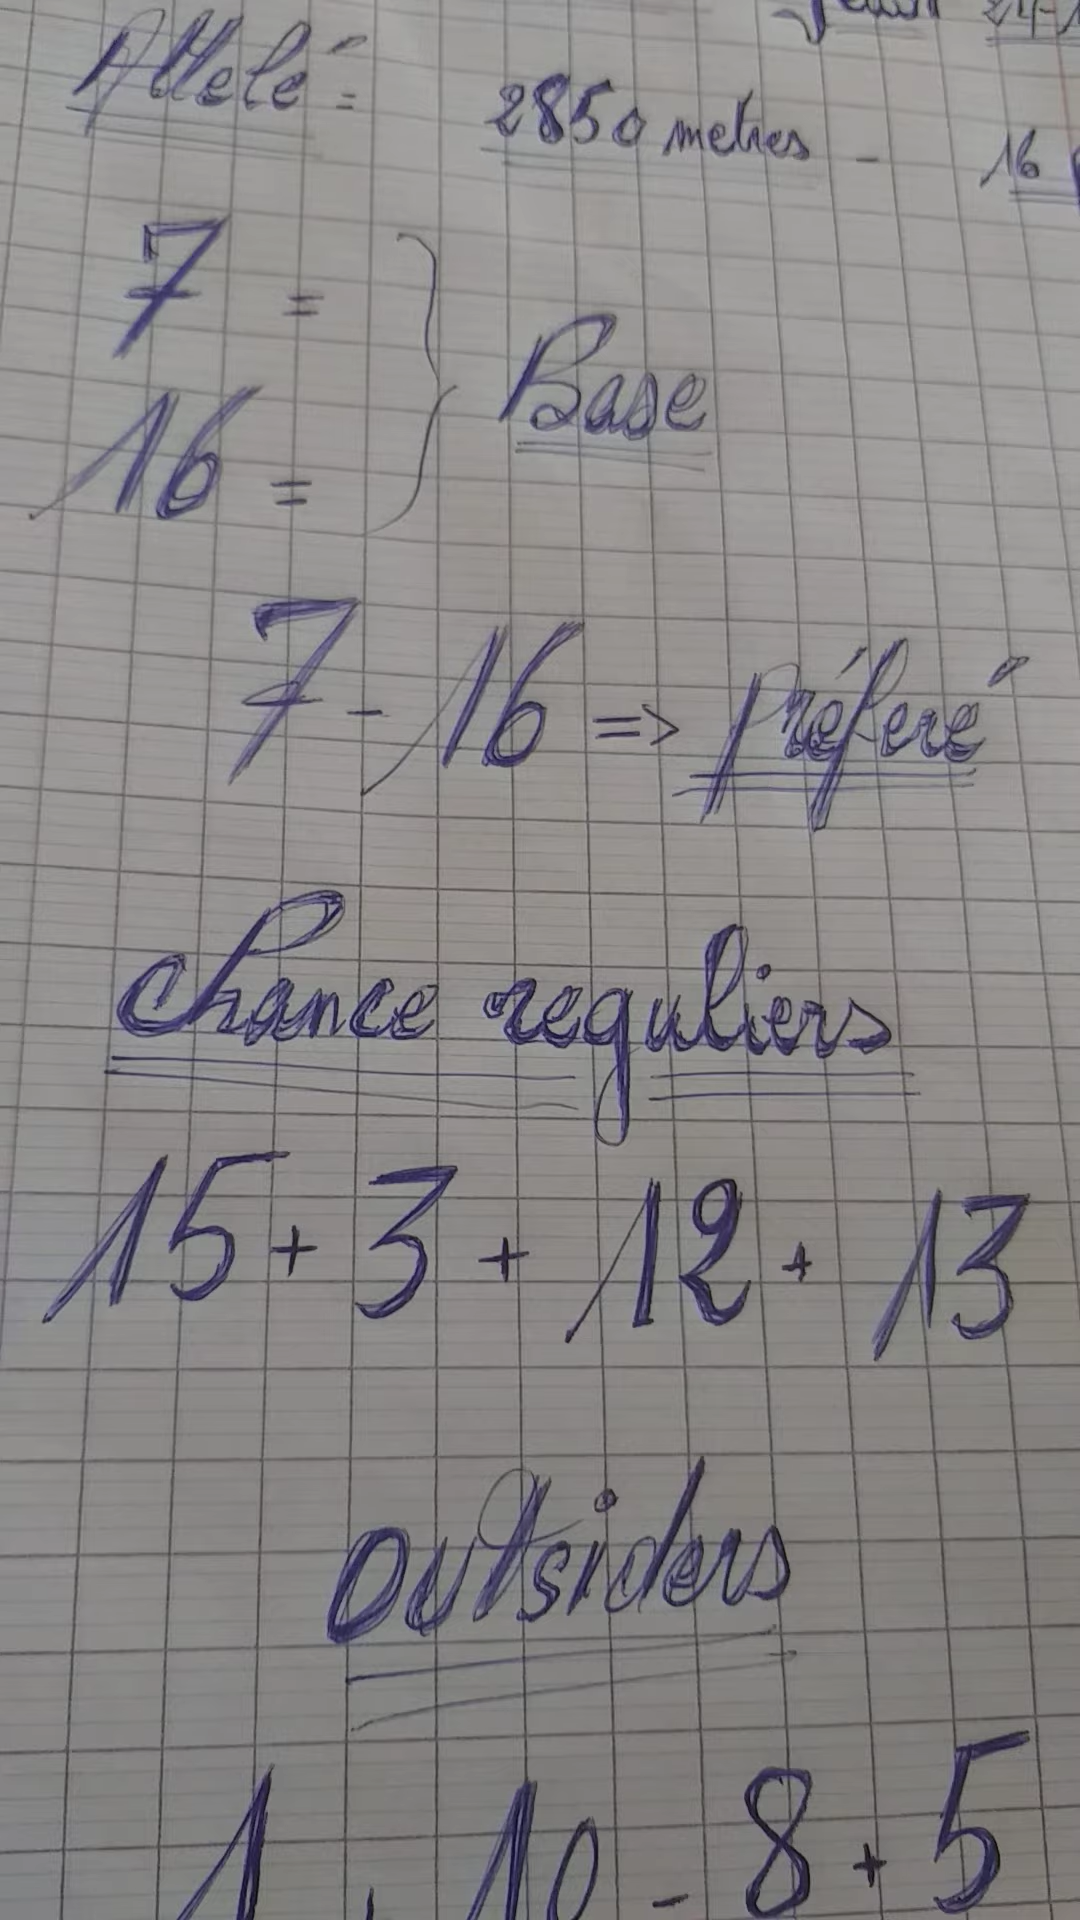 Attelé = 2850 metres - 16
7 =
16 =
Base
7 - 16 => préferé
Chance reguliers
15 + 3 + 12 + 13
outsiders
1 + 10 - 8 + 5